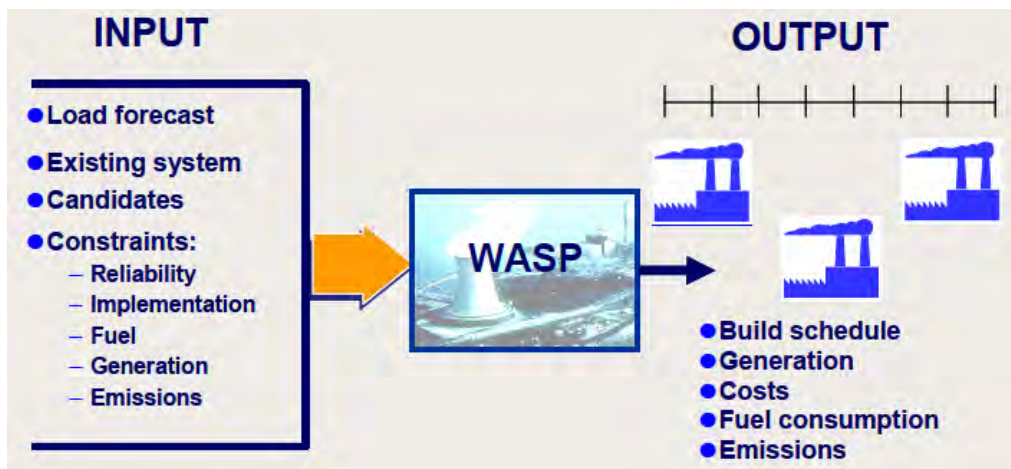 INPUT
● Load forecast
● Existing system
● Candidates
● Constraints:
– Reliability
– Implementation
– Fuel
– Generation
– Emissions
WASP
OUTPUT
● Build schedule
● Generation
● Costs
● Fuel consumption
● Emissions